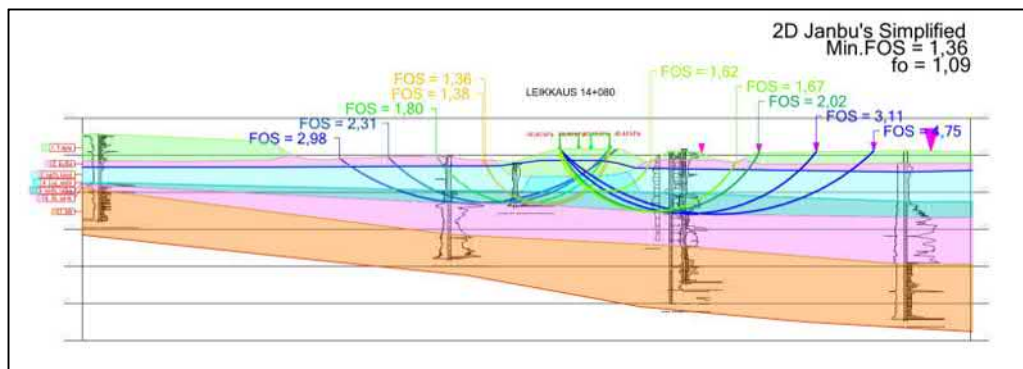 2D Janbu's Simplified
Min.FOS = 1,36
fo = 1,09
FOS = 1,36
FOS = 1,38
FOS = 1,80
FOS = 2,31
FOS = 2,98
LEIKKAUS 14+080
FOS = 1,62
FOS = 1,67
FOS = 2,02
FOS = 3,11
FOS = 4,75